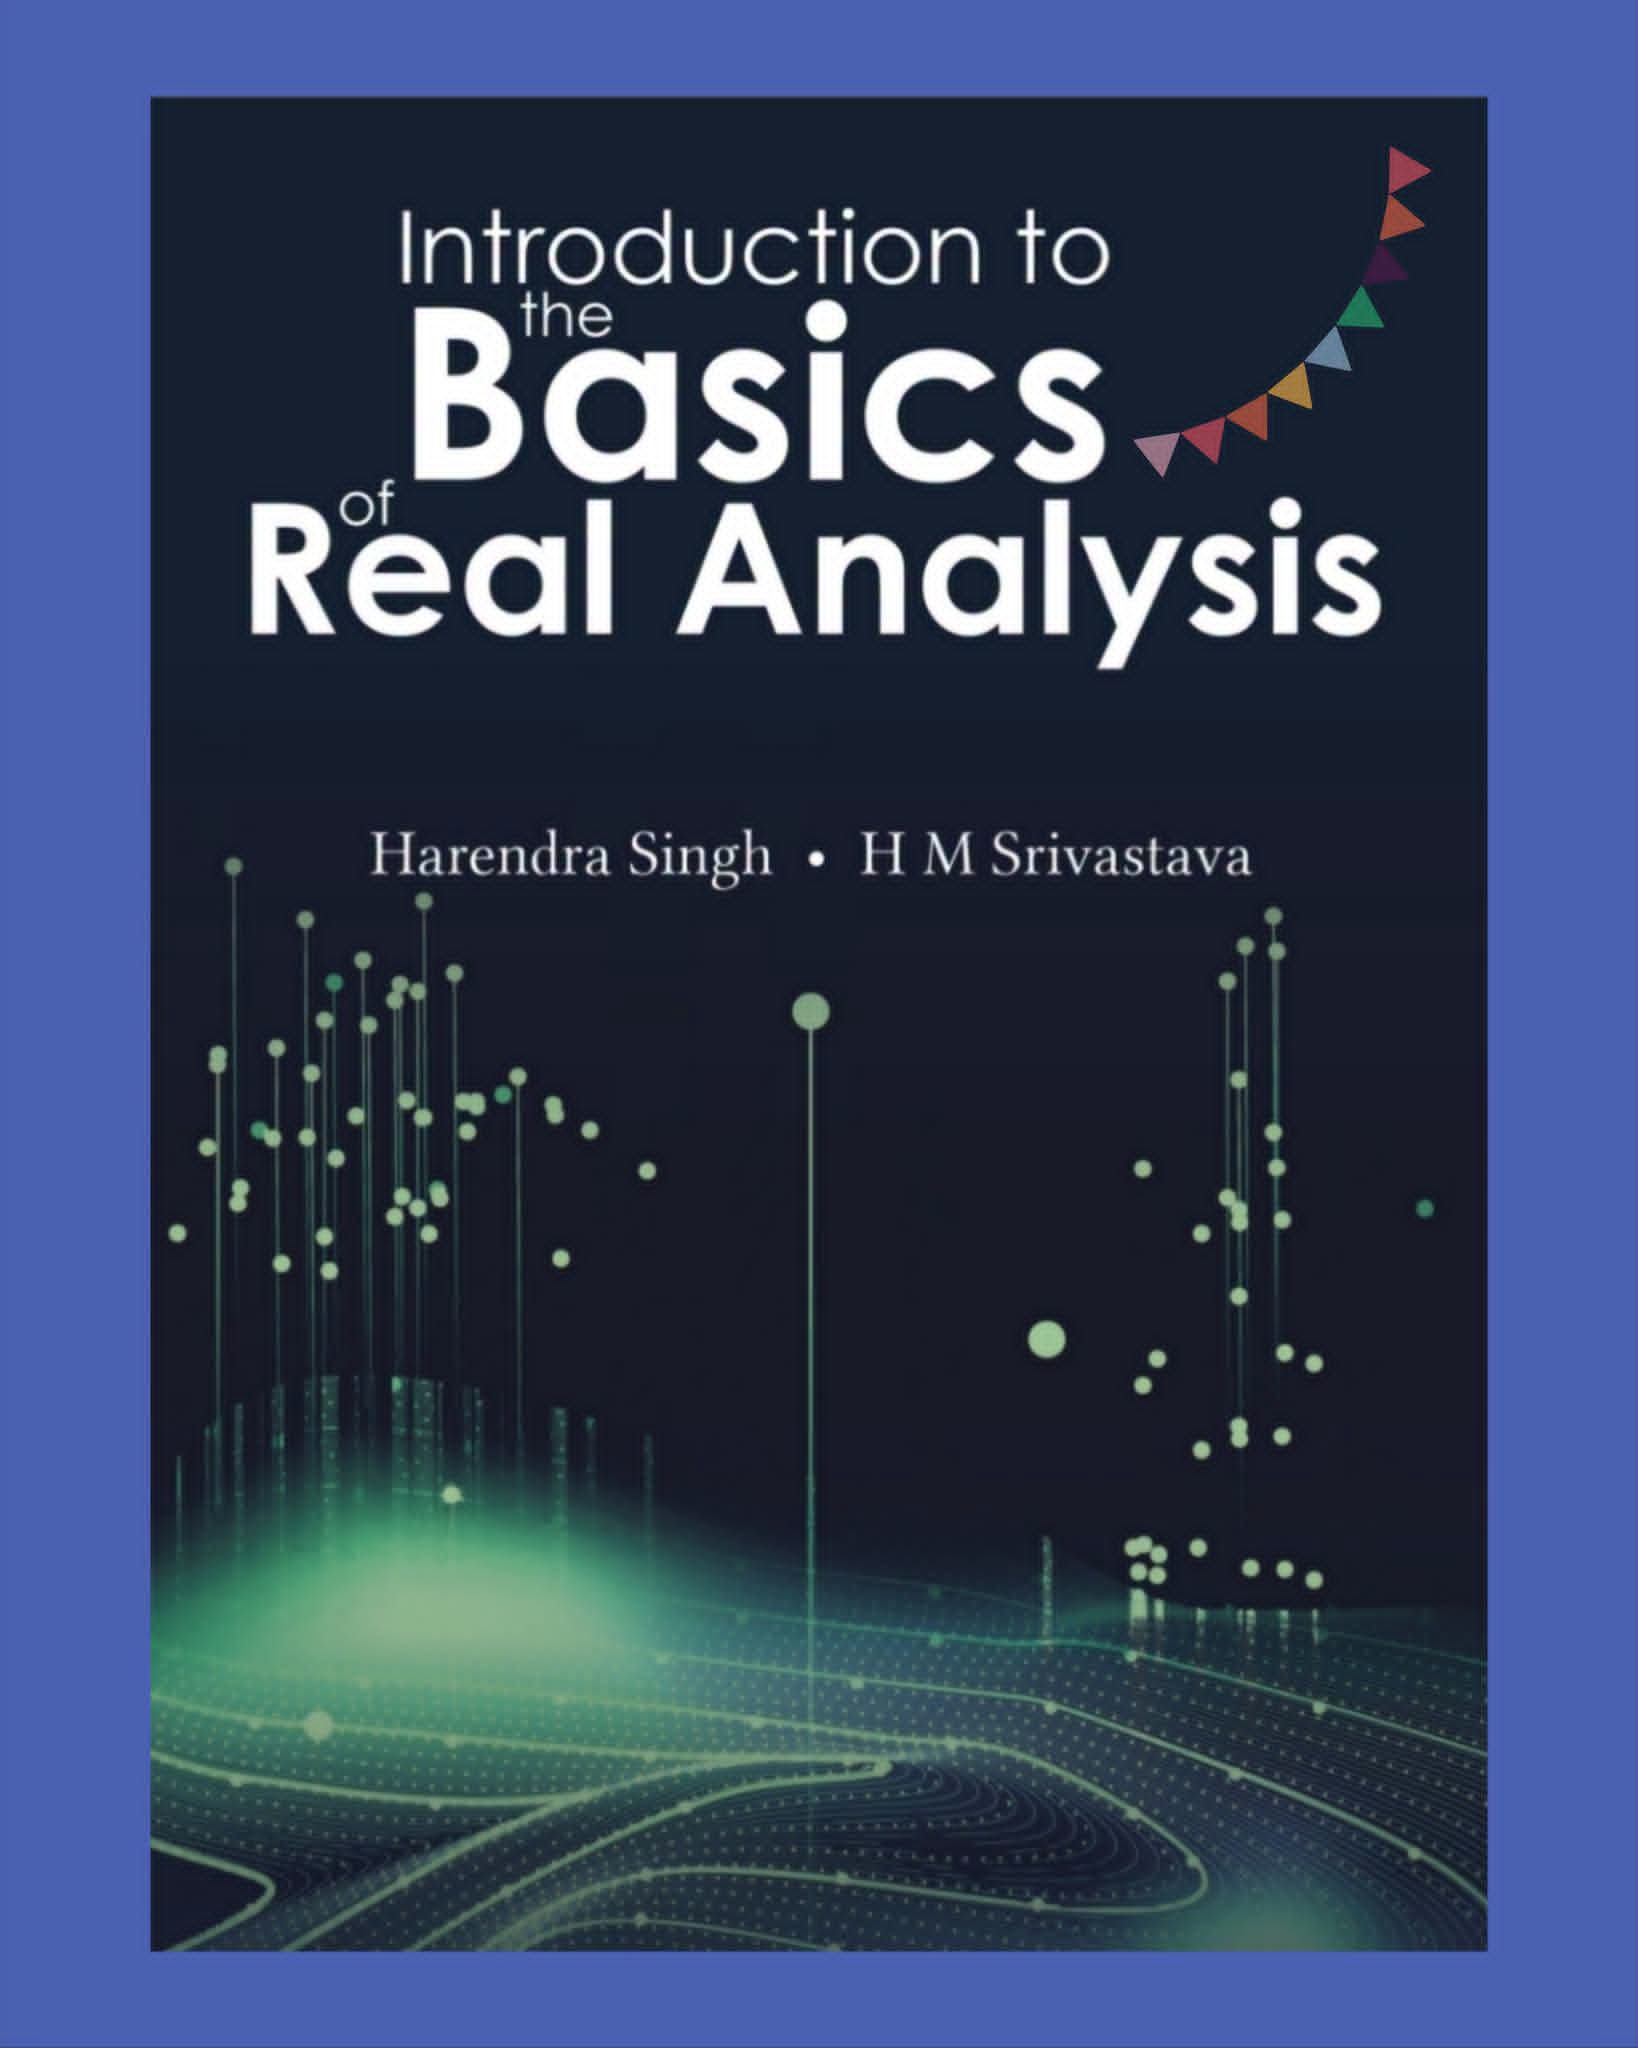 Introduction to
the
Basics
of
Real Analysis
Harendra Singh • H M Srivastava